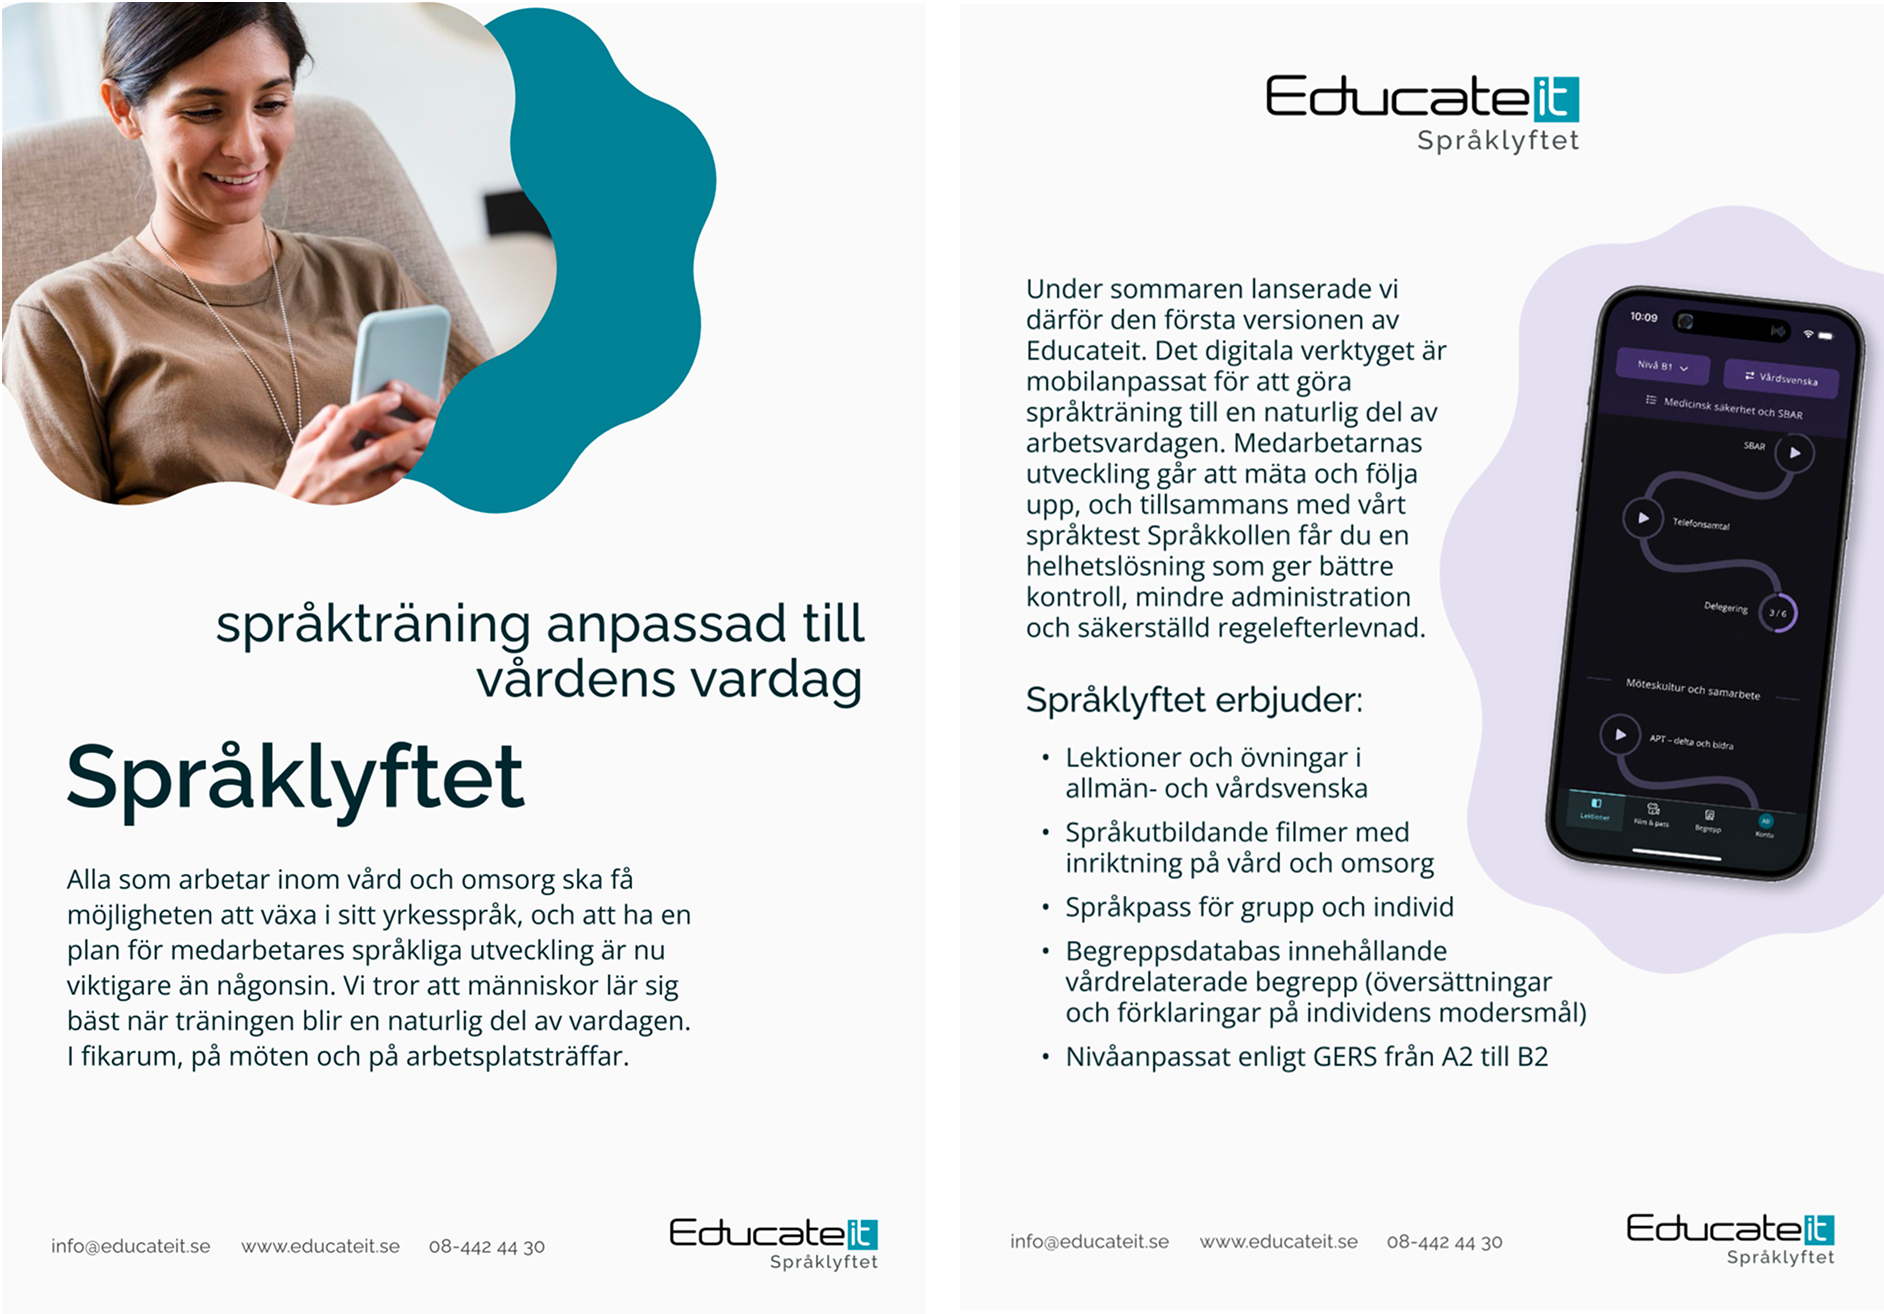 språkträning anpassad till
vårdens vardag
Språklyftet
Alla som arbetar inom vård och omsorg ska få
möjligheten att växa i sitt yrkesspråk, och att ha en
plan för medarbetares språkliga utveckling är nu
viktigare än någonsin. Vi tror att människor lär sig
bäst när träningen blir en naturlig del av vardagen.
I fikarum, på möten och på arbetsplatsträffar.
info@educateit.se www.educateit.se 08-442 44 30
Educateit
Språklyftet
Educateit
Språklyftet
Under sommaren lanserade vi
därför den första versionen av
Educateit. Det digitala verktyget är
mobilanpassat för att göra
språkträning till en naturlig del av
arbetsvardagen. Medarbetarnas
utveckling går att mäta och följa
upp, och tillsammans med vårt
språktest Språkkollen får du en
helhetslösning som ger bättre
kontroll, mindre administration
och säkerställd regelefterlevnad.
Språklyftet erbjuder:
• Lektioner och övningar i
allmän- och vårdsvenska
• Språkutbildande filmer med
inriktning på vård och omsorg
• Språkpass för grupp och individ
• Begreppsdatabas innehållande
vårdrelaterade begrepp (översättningar
och förklaringar på individens modersmål)
• Nivåanpassat enligt GERS från A2 till B2
10:09
Nivå B1 Vårdsvenska
Medicinsk säkerhet och SBAR
SBAR
Telefonsamtal
Delegering 3/6
Möteskultur och samarbete
APT – delta och bidra
Lektioner Film & pass Begrepp Konto
AB
info@educateit.se www.educateit.se 08-442 44 30
Educateit
Språklyftet